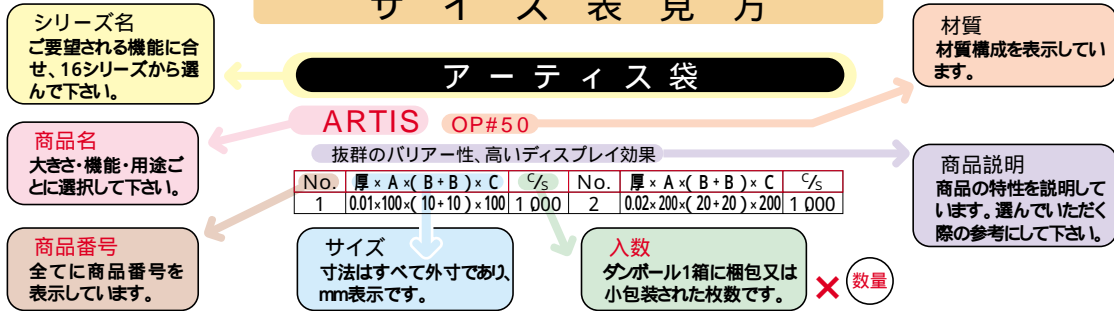 サイズ表見方
シリーズ名
ご要望される機能に合
せ、16シリーズから選
んで下さい。
材質
材質構成を表示してい
ます。
アーティス袋
ARTIS OP#50
抜群のバリアー性、高いディスプレイ効果
商品名
大きさ・機能・用途ご
とに選択して下さい。
商品説明
商品の特性を説明して
います。選んでいただく
際の参考にして下さい。
No. 厚×A×(B+B)×C C/S No. 厚×A×(B+B)×C C/S
1 0.01×100×(10+10)×100 1,000 2 0.02×200×(20+20)×200 1,000
商品番号
全てに商品番号を
表示しています。
サイズ
寸法はすべて外寸であり、
mm表示です。
入数
ダンボール1箱に梱包又は
小包装された枚数です。
×数量